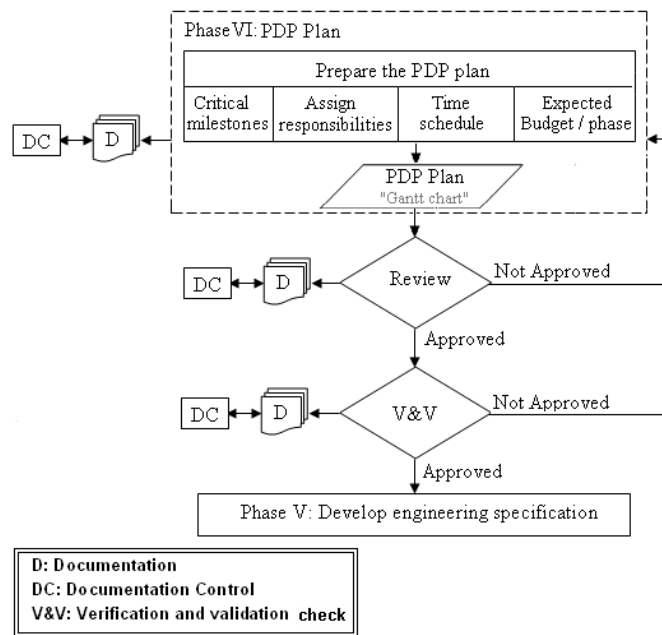 Phase VI: PDP Plan
Prepare the PDP plan
Critical milestones
Assign responsibilities
Time schedule
Expected Budget / phase
DC
D
PDP Plan
"Gantt chart"
DC
D
Review
Not Approved
Approved
DC
D
V&V
Not Approved
Approved
Phase V: Develop engineering specification
D: Documentation
DC: Documentation Control
V&V: Verification and validation check